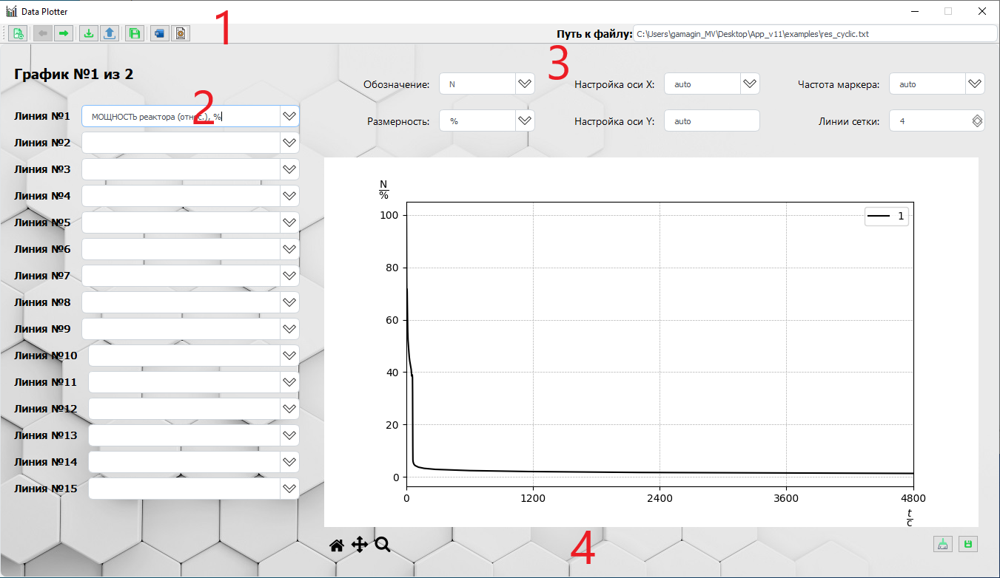 Data Plotter
1
Путь к файлу: C:\Users\gamagin_MV\Desktop\App_v11\examples\res_cyclic.txt
График №1 из 2
3
Обозначение: N Настройка оси X: auto Частота маркера: auto
Размерность: % Настройка оси Y: auto Линии сетки: 4
2
Линия №1 МОЩНОСТЬ реактора (относ.), %
Линия №2
Линия №3
Линия №4
Линия №5
Линия №6
Линия №7
Линия №8
Линия №9
Линия №10
Линия №11
Линия №12
Линия №13
Линия №14
Линия №15
N
%
1
100
80
60
40
20
0
0 1200 2400 3600 4800
t
c
4